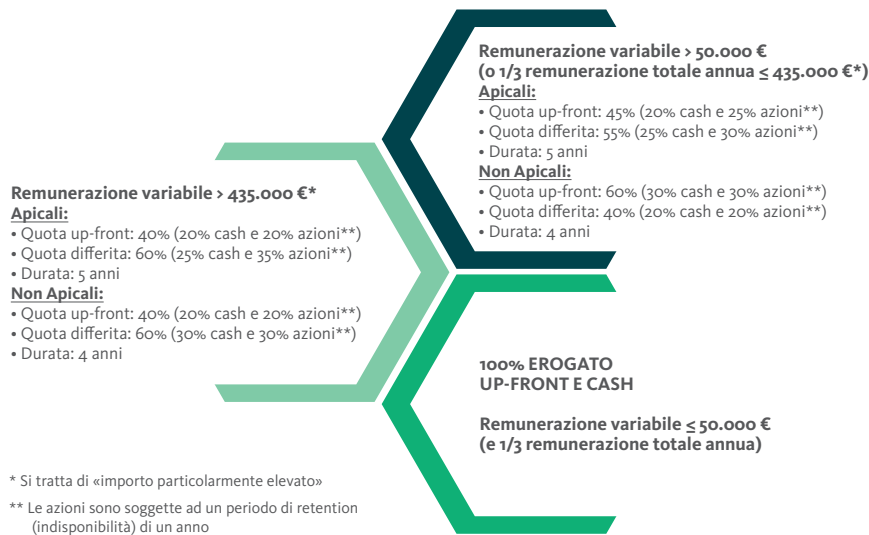 Remunerazione variabile > 50.000 €
(o 1/3 remunerazione totale annua ≤ 435.000 €*)
Apicali:
• Quota up-front: 45% (20% cash e 25% azioni**)
• Quota differita: 55% (25% cash e 30% azioni**)
• Durata: 5 anni
Non Apicali:
• Quota up-front: 60% (30% cash e 30% azioni**)
• Quota differita: 40% (20% cash e 20% azioni**)
• Durata: 4 anni
Remunerazione variabile > 435.000 €*
Apicali:
• Quota up-front: 40% (20% cash e 20% azioni**)
• Quota differita: 60% (25% cash e 35% azioni**)
• Durata: 5 anni
Non Apicali:
• Quota up-front: 40% (20% cash e 20% azioni**)
• Quota differita: 60% (30% cash e 30% azioni**)
• Durata: 4 anni
100% EROGATO
UP-FRONT E CASH
Remunerazione variabile ≤ 50.000 €
(e 1/3 remunerazione totale annua)
* Si tratta di «importo particolarmente elevato»
** Le azioni sono soggette ad un periodo di retention
(indisponibilità) di un anno